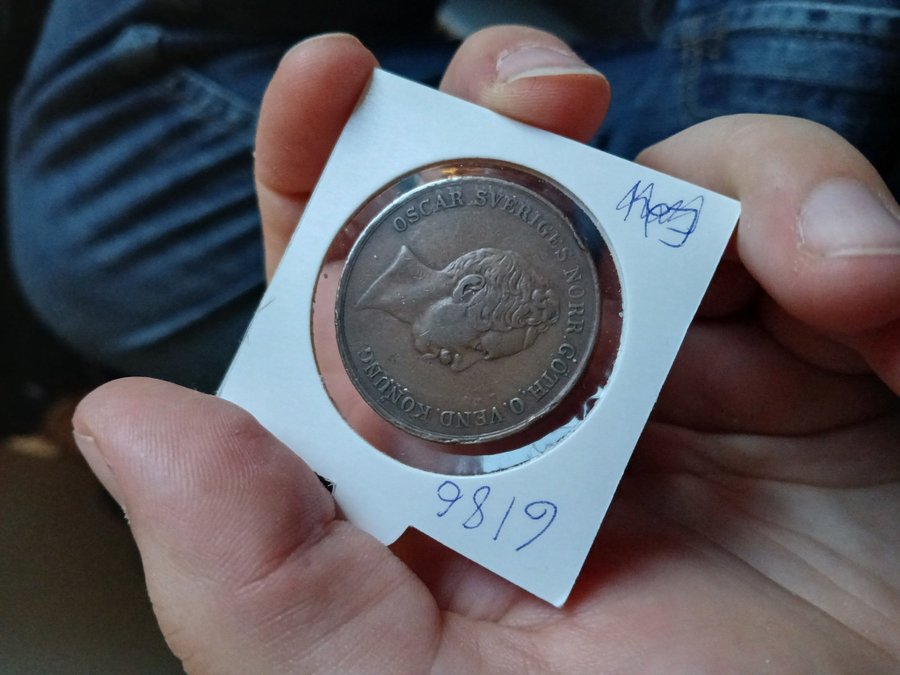 OSCAR SVERIGES NORR. GÖTH. O. VEND. KONUNG.
9819